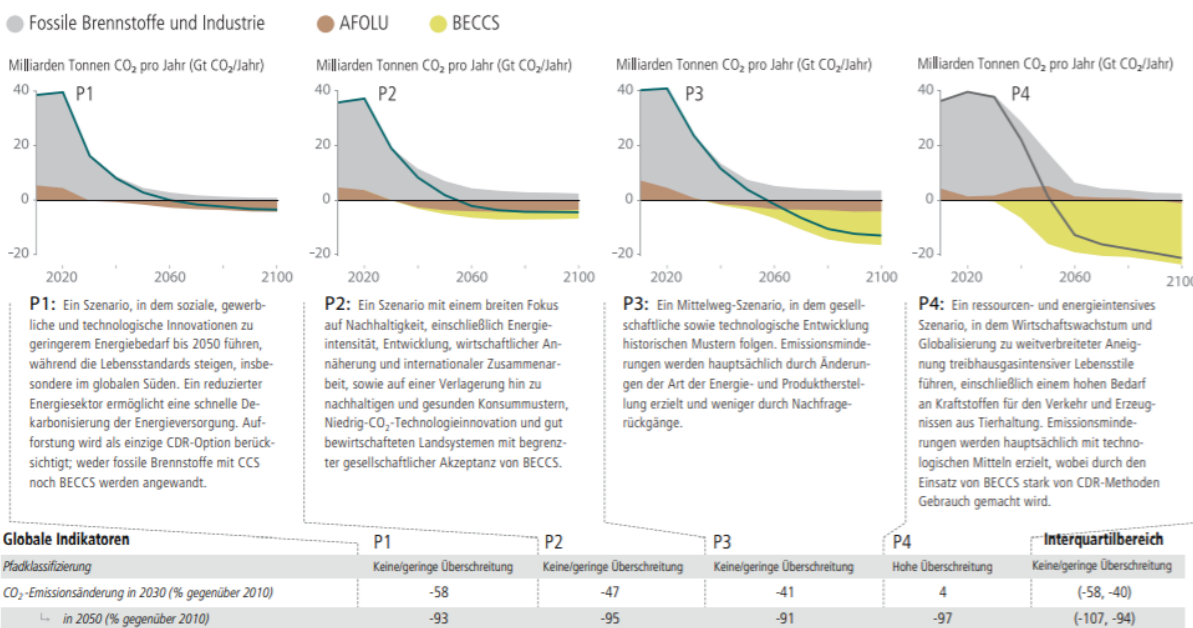 Fossile Brennstoffe und Industrie AFOLU BECCS
Milliarden Tonnen CO₂ pro Jahr (Gt CO₂/Jahr) Milliarden Tonnen CO₂ pro Jahr (Gt CO₂/Jahr) Milliarden Tonnen CO₂ pro Jahr (Gt CO₂/Jahr) Milliarden Tonnen CO₂ pro Jahr (Gt CO₂/Jahr)
40 P1 40 P2 40 P3 40 P4
20 20 20 20
0 0 0 0
-20 -20 -20 -20
2020 2060 2100 2020 2060 2100 2020 2060 2100 2020 2060 2100
P1: Ein Szenario, in dem soziale, gewerb-
liche und technologische Innovationen zu
geringerem Energiebedarf bis 2050 führen,
während die Lebensstandards steigen, insbe-
sondere im globalen Süden. Ein reduzierter
Energiesektor ermöglicht eine schnelle De-
karbonisierung der Energieversorgung. Auf-
forstung wird als einzige CDR-Option berück-
sichtigt; weder fossile Brennstoffe mit CCS
noch BECCS werden angewandt.
P2: Ein Szenario mit einem breiten Fokus
auf Nachhaltigkeit, einschließlich Energie-
intensität, Entwicklung, wirtschaftlicher An-
näherung und internationaler Zusammenar-
beit, sowie auf einer Verlagerung hin zu
nachhaltigen und gesunden Konsummustern,
Niedrig-CO₂-Technologieinnovation und gut
bewirtschafteten Landsystemen mit begrenz-
ter gesellschaftlicher Akzeptanz von BECCS.
P3: Ein Mittelweg-Szenario, in dem gesell-
schaftliche sowie technologische Entwicklung
historischen Mustern folgen. Emissionsminde-
rungen werden hauptsächlich durch Änderun-
gen der Art der Energie- und Produktherstel-
lung erzielt und weniger durch Nachfrage-
rückgänge.
P4: Ein ressourcen- und energieintensives
Szenario, in dem Wirtschaftswachstum und
Globalisierung zu weitverbreiteter Aneig-
nung treibhausgasintensiver Lebensstile
führen, einschließlich einem hohen Bedarf
an Kraftstoffen für den Verkehr und Erzeug-
nissen aus Tierhaltung. Emissionsminde-
rungen werden hauptsächlich mit techno-
logischen Mitteln erzielt, wobei durch den
Einsatz von BECCS stark von CDR-Methoden
Gebrauch gemacht wird.
Globale Indikatoren P1 P2 P3 P4 Interquartilbereich
Pfadklassifizierung Keine/geringe Überschreitung Keine/geringe Überschreitung Keine/geringe Überschreitung Hohe Überschreitung Keine/geringe Überschreitung
CO₂-Emissionsänderung in 2030 (% gegenüber 2010) -58 -47 -41 4 (-58, -40)
in 2050 (% gegenüber 2010) -93 -95 -91 -97 (-107, -94)